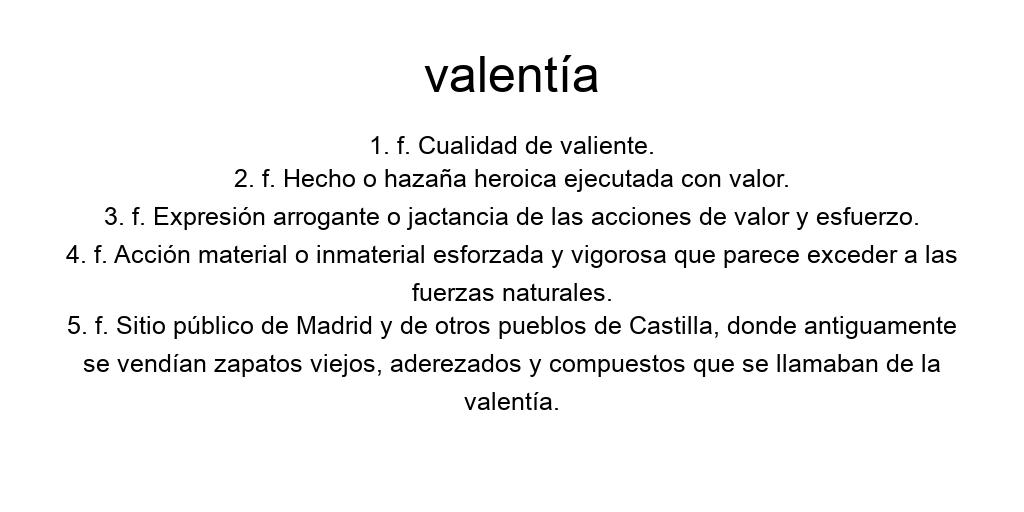 valentía
1. f. Cualidad de valiente.
2. f. Hecho o hazaña heroica ejecutada con valor.
3. f. Expresión arrogante o jactancia de las acciones de valor y esfuerzo.
4. f. Acción material o inmaterial esforzada y vigorosa que parece exceder a las
fuerzas naturales.
5. f. Sitio público de Madrid y de otros pueblos de Castilla, donde antiguamente
se vendían zapatos viejos, aderezados y compuestos que se llamaban de la
valentía.